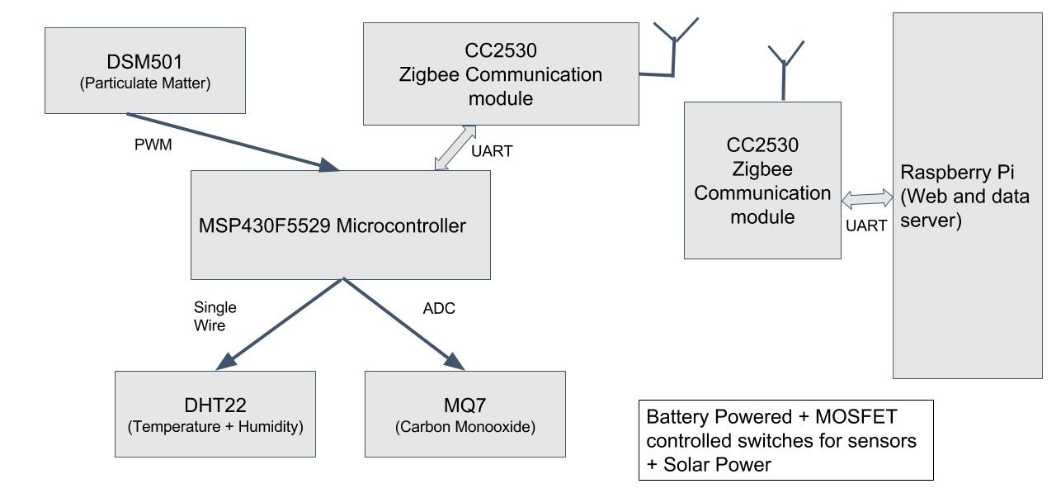 DSM501
(Particulate Matter)
PWM
CC2530
Zigbee Communication
module
UART
MSP430F5529 Microcontroller
Single
Wire
ADC
DHT22
(Temperature + Humidity)
MQ7
(Carbon Monooxide)
CC2530
Zigbee
Communication
module
UART
Raspberry Pi
(Web and data
server)
Battery Powered + MOSFET
controlled switches for sensors
+ Solar Power